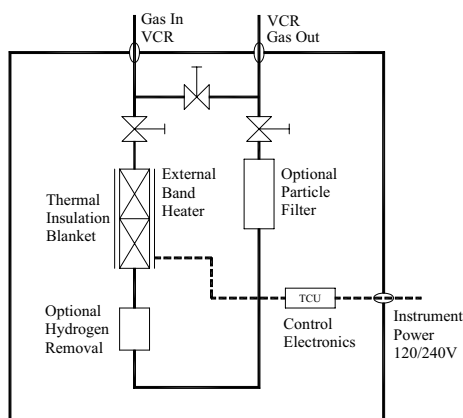 Gas In
VCR
VCR
Gas Out
Thermal
Insulation
Blanket
External
Band
Heater
Optional
Particle
Filter
Optional
Hydrogen
Removal
TCU
Control
Electronics
Instrument
Power
120/240V